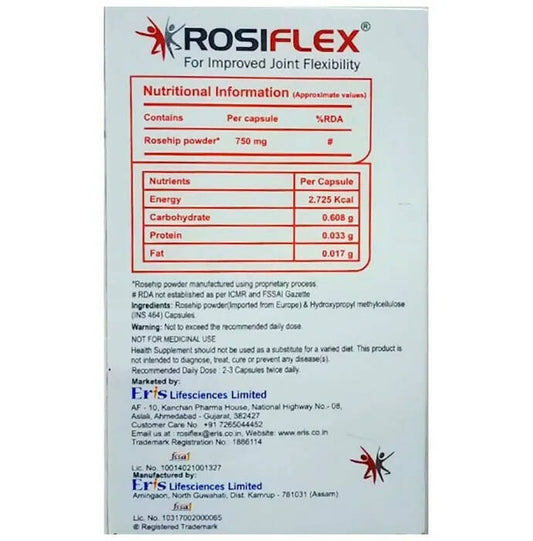 ROSIFLEX®
For Improved Joint Flexibility
Nutritional Information (Approximate values)
Contains Per capsule %RDA
Rosehip powder* 750 mg #
Nutrients Per Capsule
Energy 2.725 Kcal
Carbohydrate 0.608 g
Protein 0.033 g
Fat 0.017 g
*Rosehip powder manufactured using proprietary process.
# RDA not established as per ICMR and FSSAI Gazette
Ingredients: Rosehip powder(Imported from Europe) & Hydroxypropyl methylcellulose
(INS 464) Capsules.
Warning: Not to exceed the recommended daily dose.
NOT FOR MEDICINAL USE
Health Supplement should not be used as a substitute for a varied diet. This product is
not intended to diagnose, treat, cure or prevent any disease(s).
Recommended Daily Dose : 2-3 Capsules twice daily.
Marketed by:
Eris Lifesciences Limited
AF - 10, Kanchan Pharma House, National Highway No.- 08,
Aslali, Ahmedabad - Gujarat, 382427
Customer Care No. +91 7265044452
Email us at : rosiflex@eris.co.in, Website: www.eris.co.in
Trademark Registration No : 1886114
fssai
Lic. No. 10014021001327
Manufactured by:
Eris Lifesciences Limited
Amingaon, North Guwahati, Dist. Kamrup - 781031 (Assam)
fssai
Lic. No. 10317002000065
® Registered Trademark